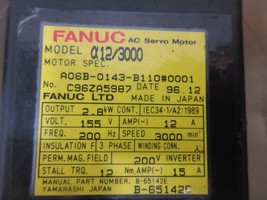 FANUC AC Servo Motor
MODEL α12/3000
MOTOR SPEC.
A06B-0143-B110#0001
No. C96ZA5987 DATE 96.12
FANUC LTD MADE IN JAPAN
OUTPUT 2.8 kW CONT. IEC34-1/A2:1989
VOLT. 155 V AMP(~) 12 A
FREQ. 200 Hz SPEED 3000 min⁻¹
INSULATION F 3 PHASE WINDING CONN.
PERM. MAG. FIELD 200V INVERTER
STALL TRQ. 12 Nm AMP(~) 15 A
MANUAL PART NUMBER B-65142E
YAMANASHI JAPAN B-65142E